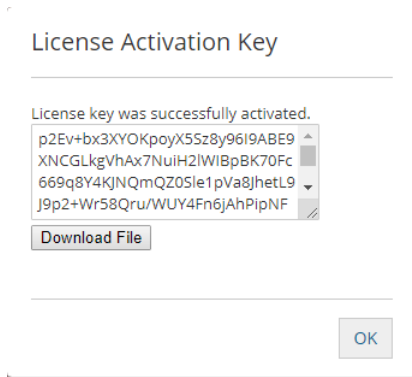 License Activation Key
License key was successfully activated.
p2Ev+bx3XYOKpoyX5Sz8y96I9ABE9
XNCGLkgVhAx7NuiH2lWIBpBK70Fc
669q8Y4KJNQmQZ0Sle1pVa8JhetL9
J9p2+Wr58Qru/WUY4Fn6jAhPipNF
Download File
OK